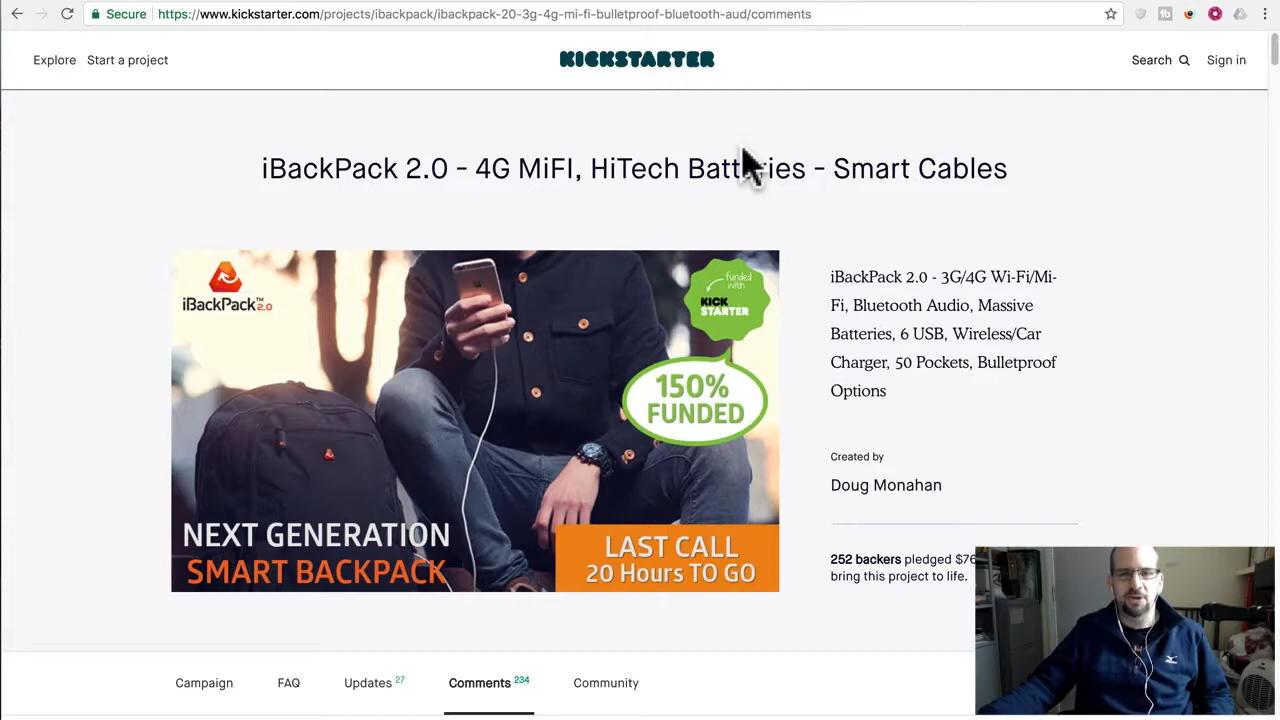 Secure https://www.kickstarter.com/projects/ibackpack/ibackpack-20-3g-4g-mi-fi-bulletproof-bluetooth-aud/comments
Explore Start a project KICKSTARTER Search Sign in
iBackPack 2.0 - 4G MiFI, HiTech Batteries - Smart Cables
iBackPack™2.0
funded
with
KICK
STARTER
150%
FUNDED
NEXT GENERATION
SMART BACKPACK
LAST CALL
20 Hours TO GO
iBackPack 2.0 - 3G/4G Wi-Fi/Mi-
Fi, Bluetooth Audio, Massive
Batteries, 6 USB, Wireless/Car
Charger, 50 Pockets, Bulletproof
Options
Created by
Doug Monahan
252 backers pledged $76
bring this project to life.
Campaign FAQ Updates 27 Comments 234 Community